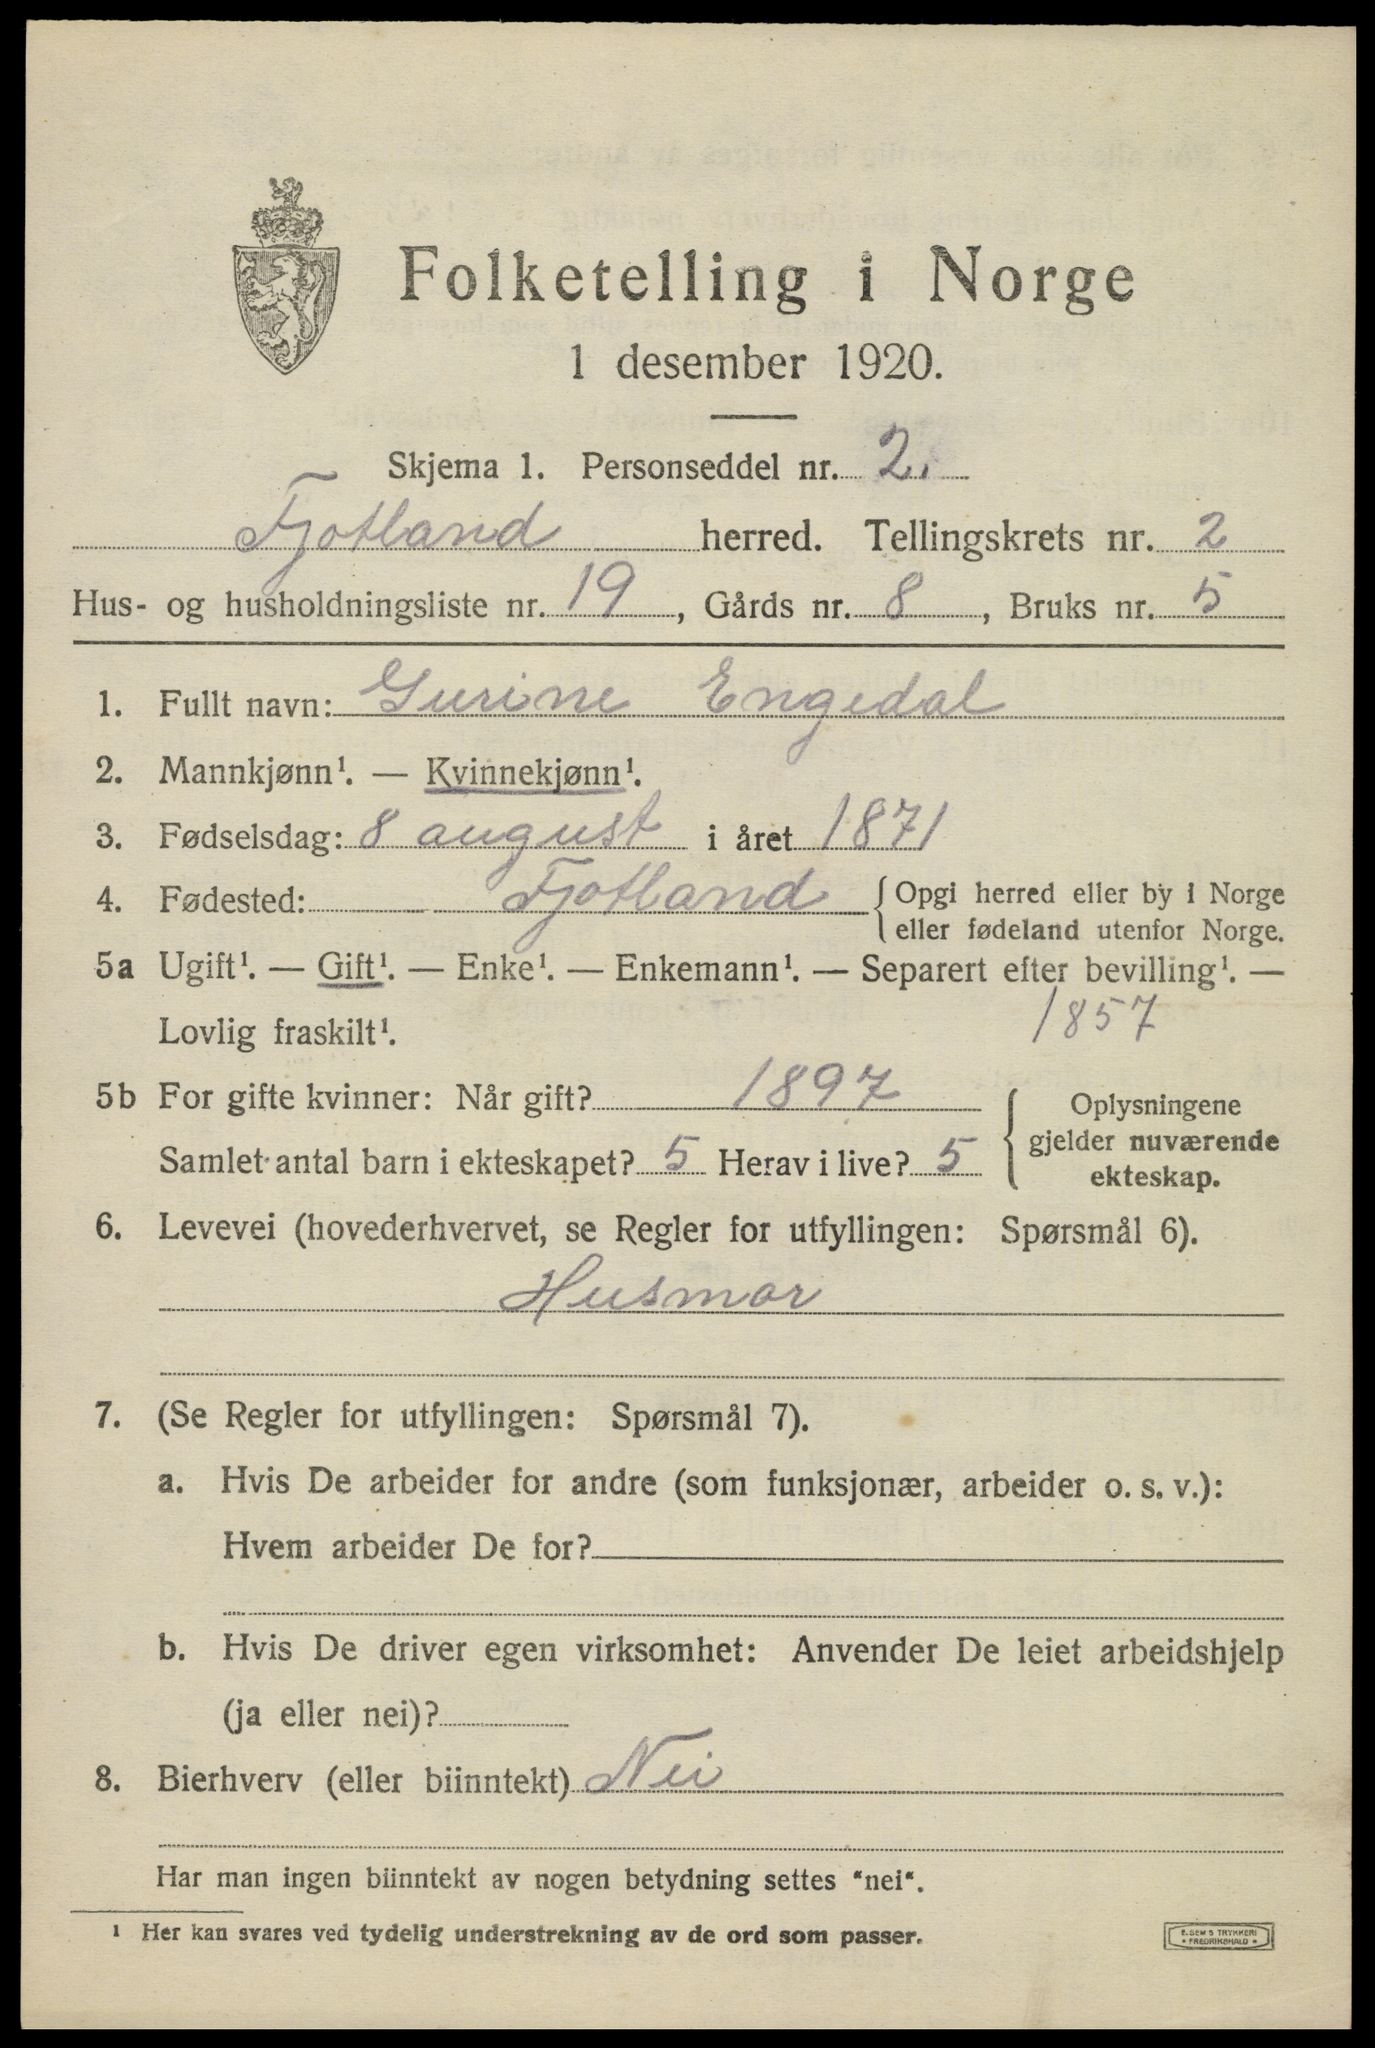 Folketelling i Norge
1 desember 1920.
Skjema 1. Personseddel nr. 2.
Fjotland herred. Tellingskrets nr. 2
Hus- og husholdningsliste nr. 19, Gårds nr. 8, Bruks nr. 5
1. Fullt navn: Gurine Engedal
2. Mannkjønn¹. — Kvinnekjønn¹.
3. Fødselsdag: 8 august i året 1871
4. Fødested: Fjotland { Opgi herred eller by i Norge
eller fødeland utenfor Norge.
5a Ugift¹. — Gift¹. — Enke¹. — Enkemann¹. — Separert efter bevilling¹. —
Lovlig fraskilt¹. 1857
5b For gifte kvinner: Når gift? 1897 { Oplysningene
gjelder nuværende
Samlet antal barn i ekteskapet? 5 Herav i live? 5
ekteskap.
6. Levevei (hovederhvervet, se Regler for utfyllingen: Spørsmål 6).
Husmor
7. (Se Regler for utfyllingen: Spørsmål 7).
a. Hvis De arbeider for andre (som funksjonær, arbeider o. s. v.):
Hvem arbeider De for?
b. Hvis De driver egen virksomhet: Anvender De leiet arbeidshjelp
(ja eller nei)?
8. Bierhverv (eller biinntekt) Nei
Har man ingen biinntekt av nogen betydning settes "nei".
¹ Her kan svares ved tydelig understrekning av de ord som passer.
E. SEM'S TRYKKERI
FREDRIKSHALD